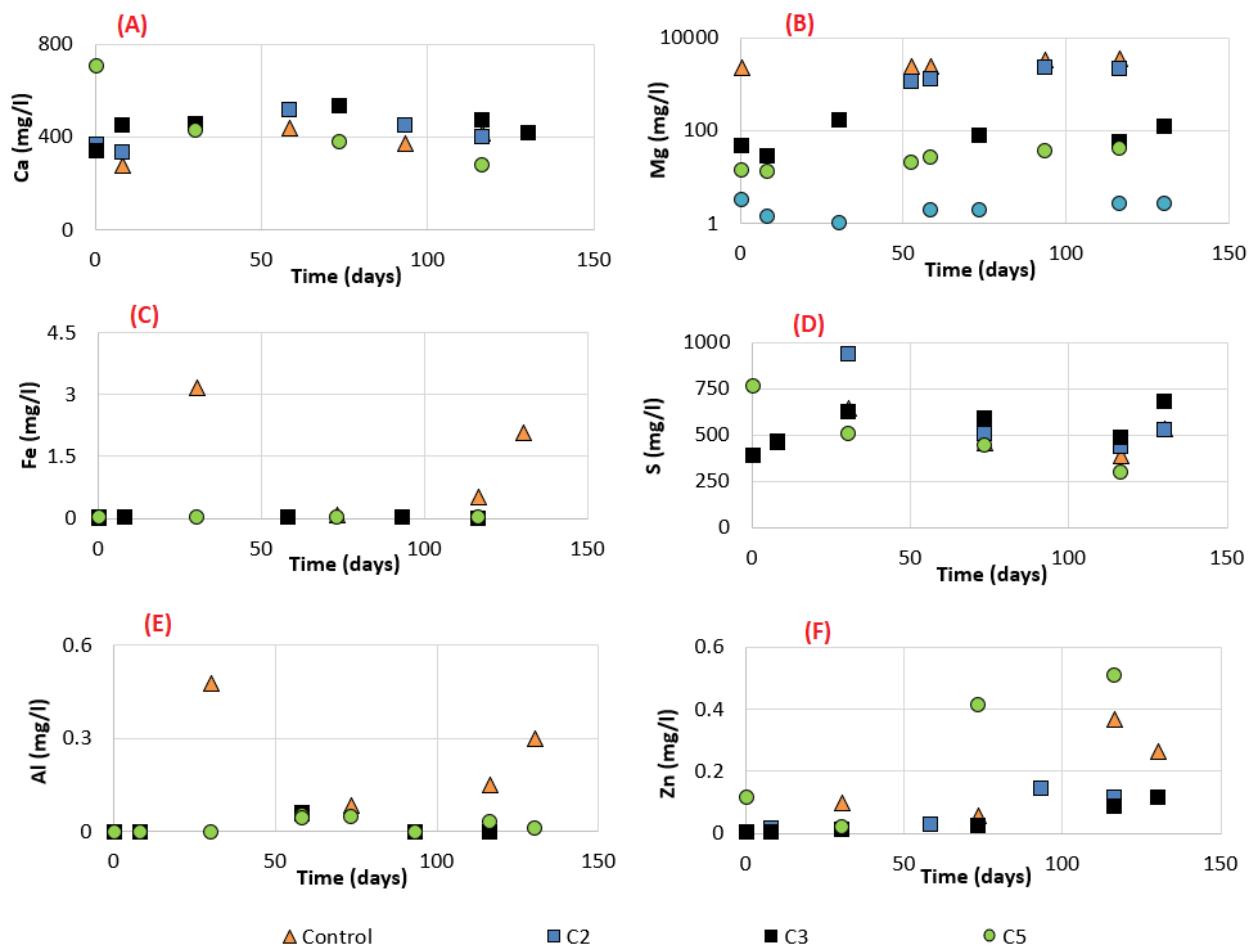 (A)
800
400
0
Ca (mg/l)
0 50 100 150
Time (days)
(B)
10000
100
1
Mg (mg/l)
0 50 100 150
Time (days)
(C)
4.5
3
1.5
0
Fe (mg/l)
0 50 100 150
Time (days)
(D)
1000
750
500
250
0
S (mg/l)
0 50 100 150
Time (days)
(E)
0.6
0.3
0
Al (mg/l)
0 50 100 150
Time (days)
(F)
0.6
0.4
0.2
0
Zn (mg/l)
0 50 100 150
Time (days)
Control C2 C3 C5